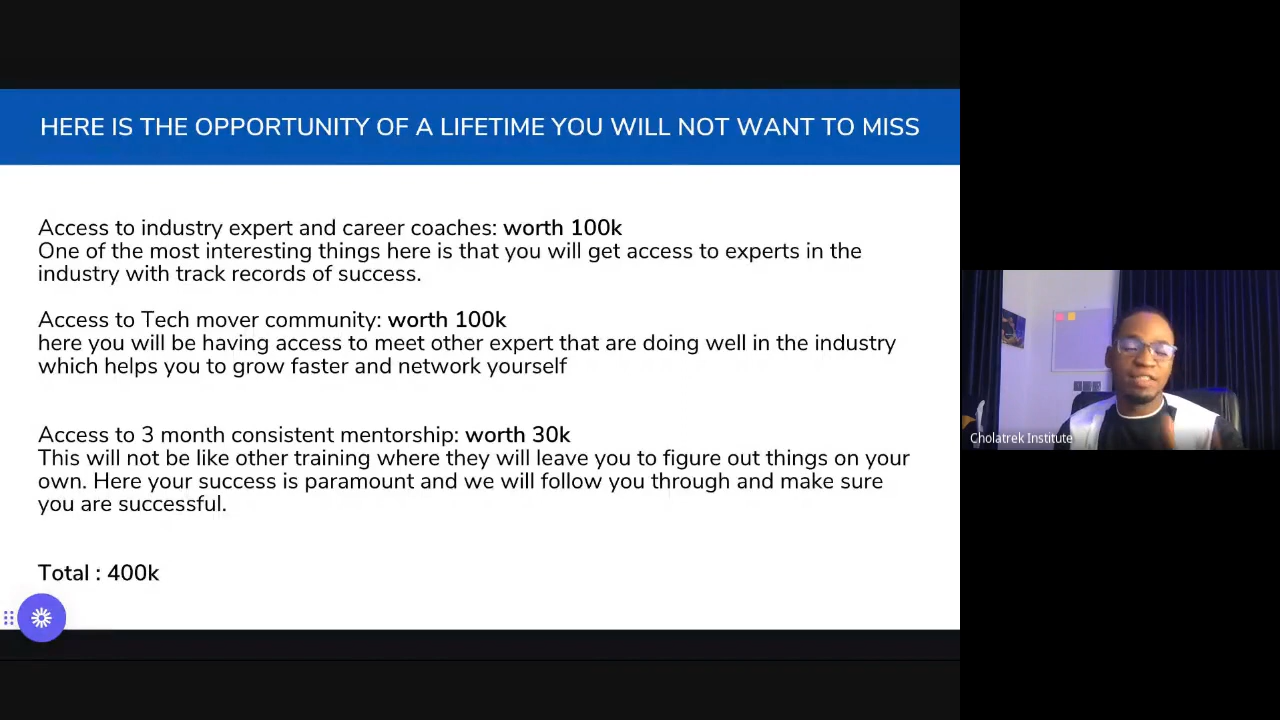 HERE IS THE OPPORTUNITY OF A LIFETIME YOU WILL NOT WANT TO MISS
Access to industry expert and career coaches: worth 100k
One of the most interesting things here is that you will get access to experts in the
industry with track records of success.
Access to Tech mover community: worth 100k
here you will be having access to meet other expert that are doing well in the industry
which helps you to grow faster and network yourself
Access to 3 month consistent mentorship: worth 30k
This will not be like other training where they will leave you to figure out things on your
own. Here your success is paramount and we will follow you through and make sure
you are successful.
Total : 400k
Cholatrek Institute